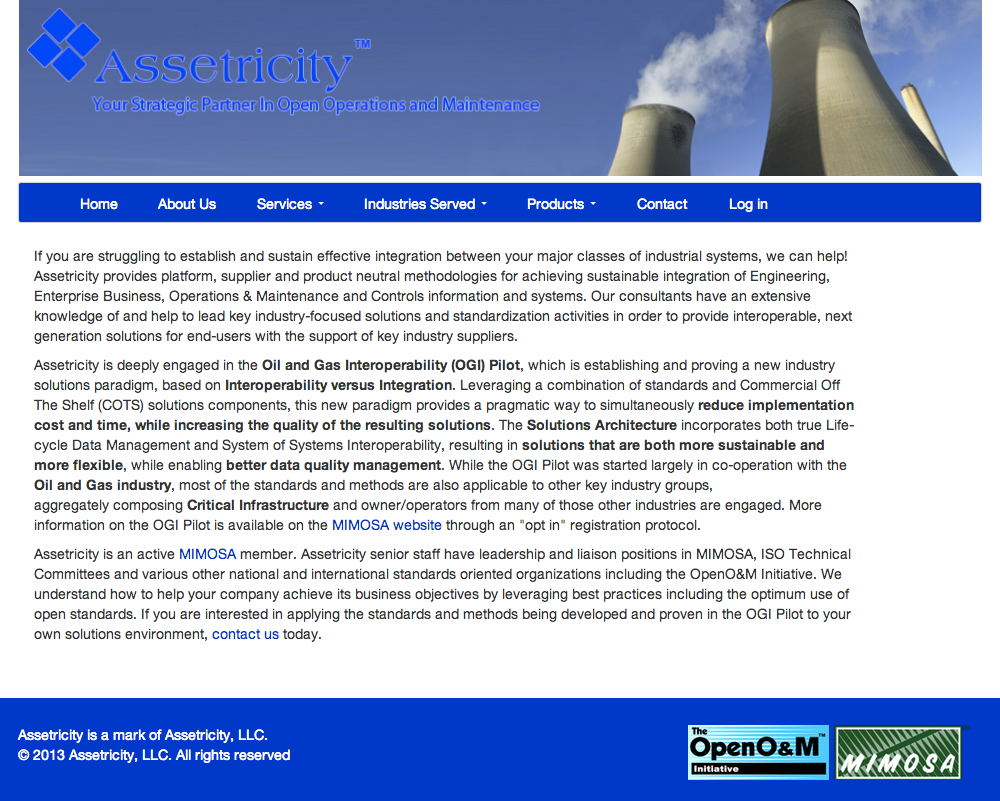 Assetricity™
Your Strategic Partner In Open Operations and Maintenance
Home About Us Services Industries Served Products Contact Log in
If you are struggling to establish and sustain effective integration between your major classes of industrial systems, we can help!
Assetricity provides platform, supplier and product neutral methodologies for achieving sustainable integration of Engineering,
Enterprise Business, Operations & Maintenance and Controls information and systems. Our consultants have an extensive
knowledge of and help to lead key industry-focused solutions and standardization activities in order to provide interoperable, next
generation solutions for end-users with the support of key industry suppliers.
Assetricity is deeply engaged in the Oil and Gas Interoperability (OGI) Pilot, which is establishing and proving a new industry
solutions paradigm, based on Interoperability versus Integration. Leveraging a combination of standards and Commercial Off
The Shelf (COTS) solutions components, this new paradigm provides a pragmatic way to simultaneously reduce implementation
cost and time, while increasing the quality of the resulting solutions. The Solutions Architecture incorporates both true Life-
cycle Data Management and System of Systems Interoperability, resulting in solutions that are both more sustainable and
more flexible, while enabling better data quality management. While the OGI Pilot was started largely in co-operation with the
Oil and Gas industry, most of the standards and methods are also applicable to other key industry groups,
aggregately composing Critical Infrastructure and owner/operators from many of those other industries are engaged. More
information on the OGI Pilot is available on the MIMOSA website through an "opt in" registration protocol.
Assetricity is an active MIMOSA member. Assetricity senior staff have leadership and liaison positions in MIMOSA, ISO Technical
Committees and various other national and international standards oriented organizations including the OpenO&M Initiative. We
understand how to help your company achieve its business objectives by leveraging best practices including the optimum use of
open standards. If you are interested in applying the standards and methods being developed and proven in the OGI Pilot to your
own solutions environment, contact us today.
Assetricity is a mark of Assetricity, LLC.
© 2013 Assetricity, LLC. All rights reserved
The
OpenO&M™
Initiative
MIMOSA